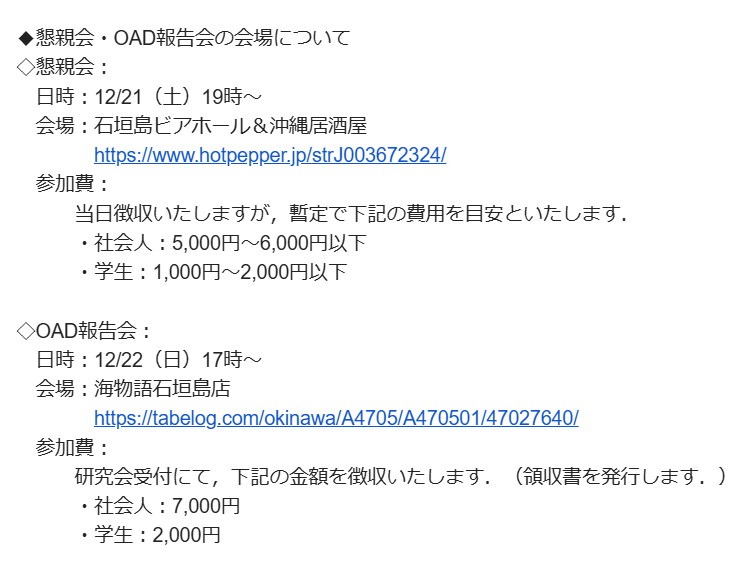 ◆懇親会・OAD報告会の会場について
◇懇親会：
日時：12/21（土）19時～
会場：石垣島ビアホール＆沖縄居酒屋
https://www.hotpepper.jp/strJ003672324/
参加費：
当日徴収いたしますが，暫定で下記の費用を目安といたします．
・社会人：5,000円～6,000円以下
・学生：1,000円～2,000円以下
◇OAD報告会：
日時：12/22（日）17時～
会場：海物語石垣島店
https://tabelog.com/okinawa/A4705/A470501/47027640/
参加費：
研究会受付にて，下記の金額を徴収いたします．（領収書を発行します．）
・社会人：7,000円
・学生：2,000円